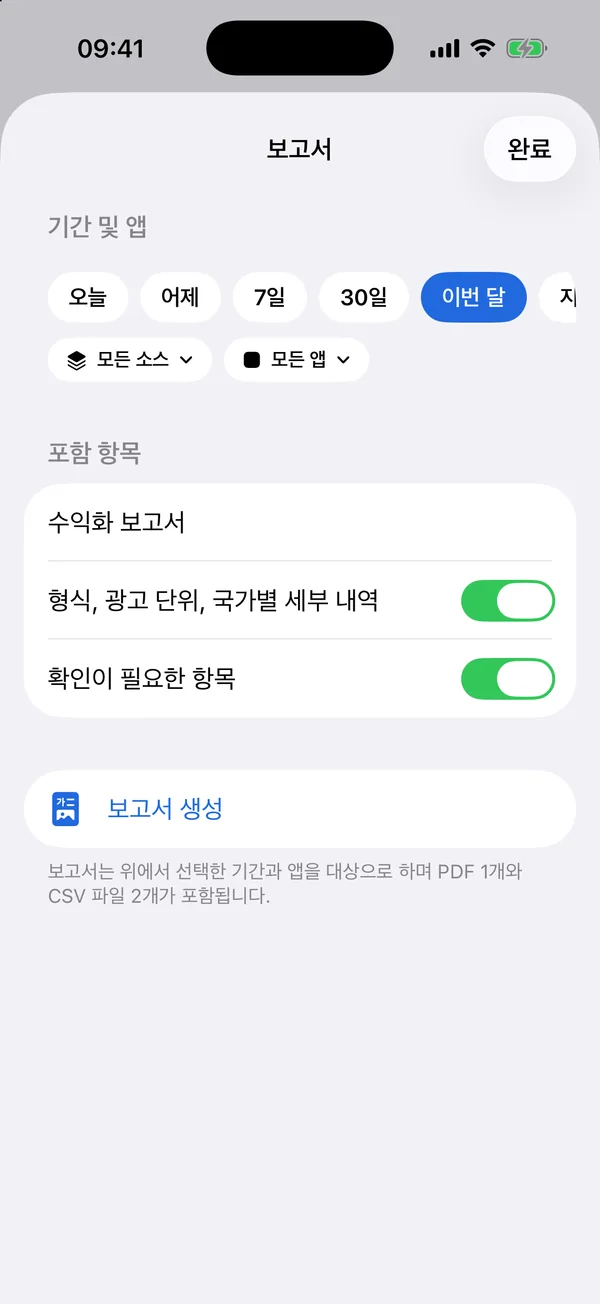 09:41
보고서
완료
기간 및 앱
오늘
어제
7일
30일
이번 달
모든 소스
모든 앱
포함 항목
수익화 보고서
형식, 광고 단위, 국가별 세부 내역
확인이 필요한 항목
보고서 생성
보고서는 위에서 선택한 기간과 앱을 대상으로 하며 PDF 1개와
CSV 파일 2개가 포함됩니다.